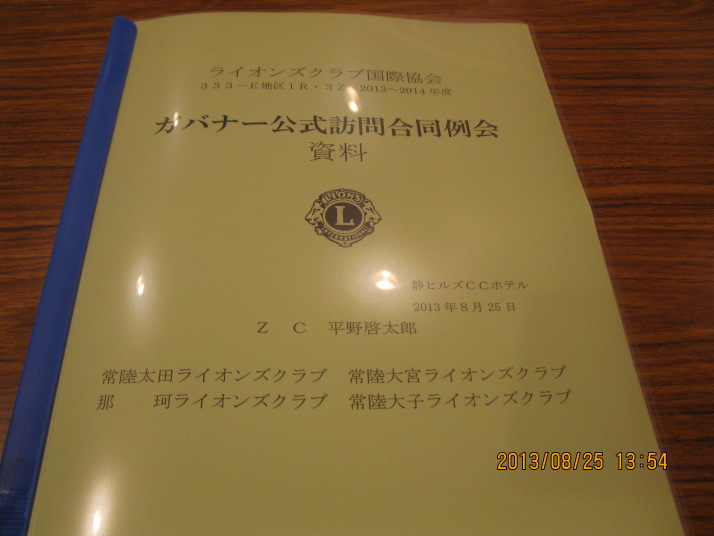 ライオンズクラブ国際協会
333-E地区1R・3Z 2013～2014年度
ガバナー公式訪問合同例会
資料
LIONS
L
INTERNATIONAL
静ヒルズCCホテル
2013年8月25日
Z C 平野啓太郎
常陸太田ライオンズクラブ 常陸大宮ライオンズクラブ
那 珂ライオンズクラブ 常陸大子ライオンズクラブ
2013/08/25 13:54